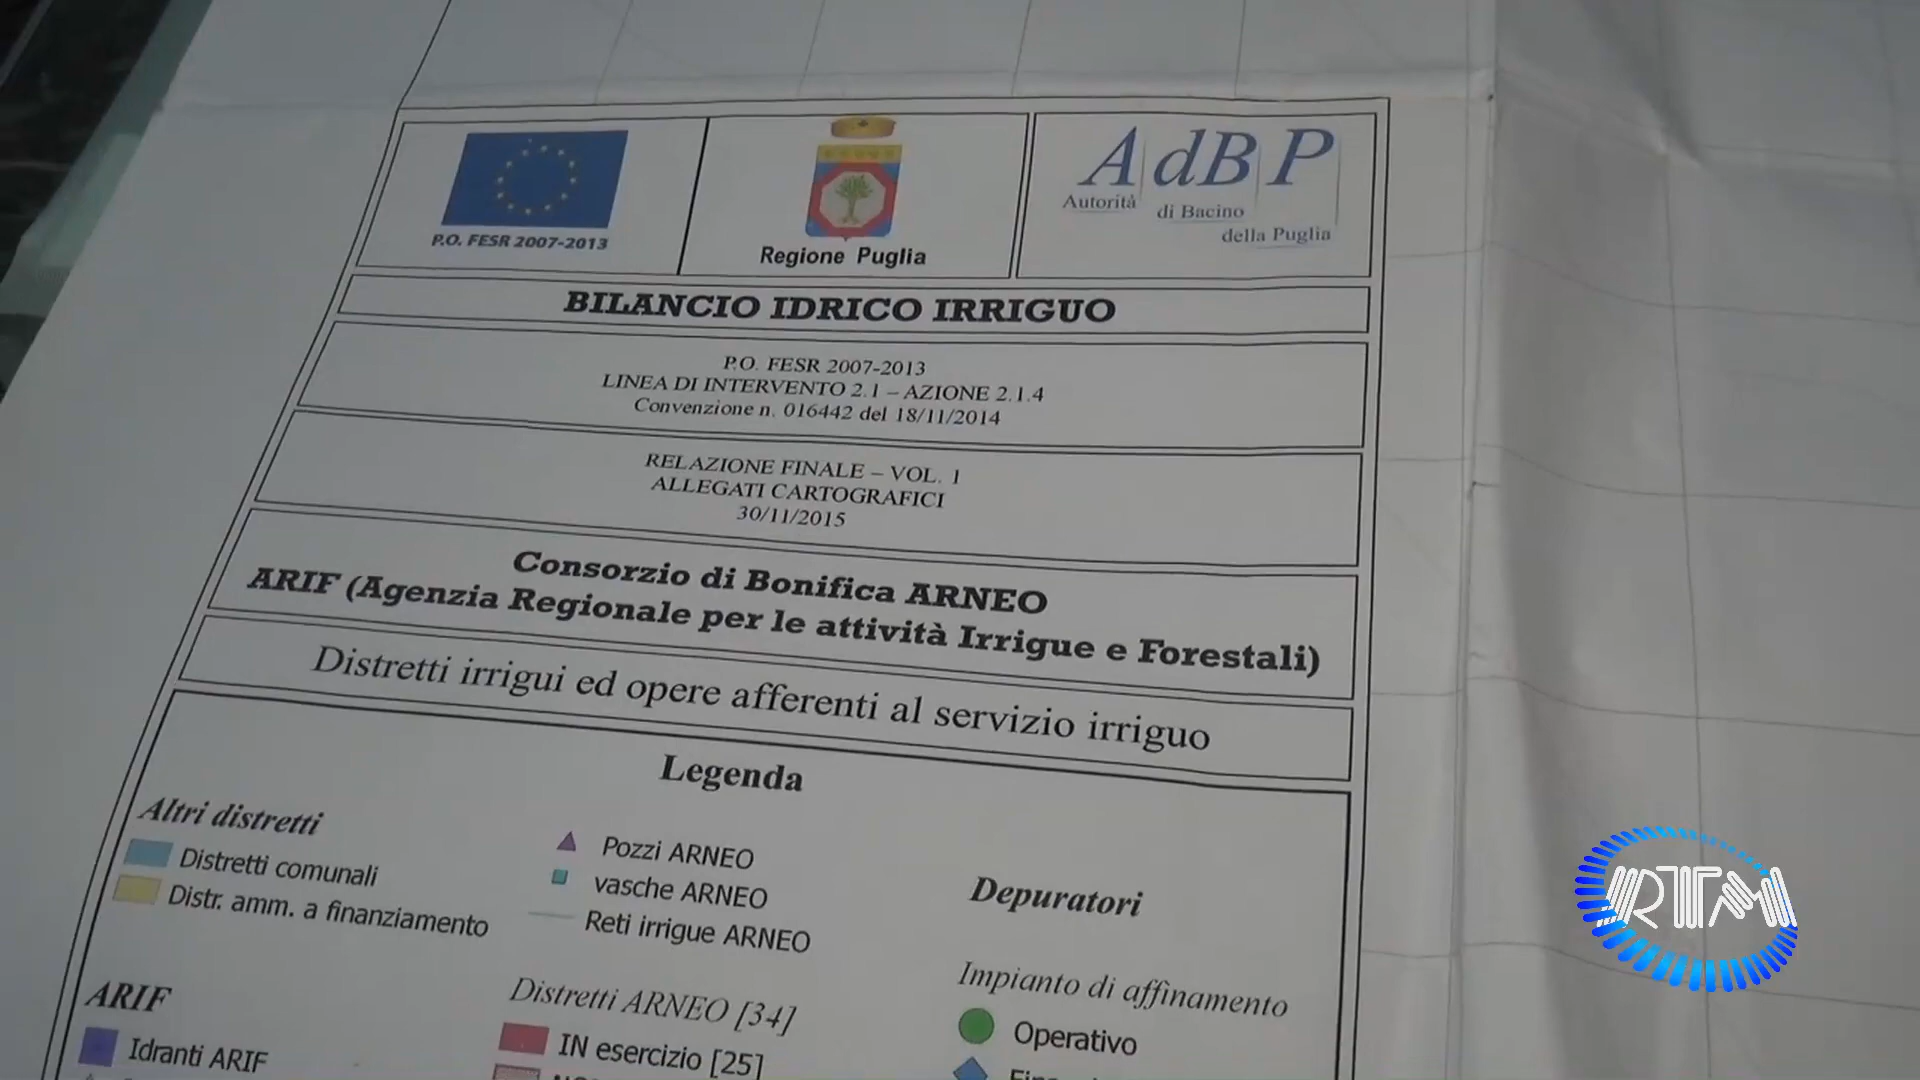 P.O. FESR 2007-2013
Regione Puglia
AdBP
Autorità
di Bacino
della Puglia
BILANCIO IDRICO IRRIGUO
P.O. FESR 2007-2013
LINEA DI INTERVENTO 2.1 – AZIONE 2.1.4
Convenzione n. 016442 del 18/11/2014
RELAZIONE FINALE – VOL. 1
ALLEGATI CARTOGRAFICI
30/11/2015
Consorzio di Bonifica ARNEO
ARIF (Agenzia Regionale per le attività Irrigue e Forestali)
Distretti irrigui ed opere afferenti al servizio irriguo
Legenda
Altri distretti
Distretti comunali
Distr. amm. a finanziamento
ARIF
Idranti ARIF
Pozzi ARNEO
vasche ARNEO
Reti irrigue ARNEO
Distretti ARNEO [34]
IN esercizio [25]
Depuratori
Impianto di affinamento
Operativo
RTM